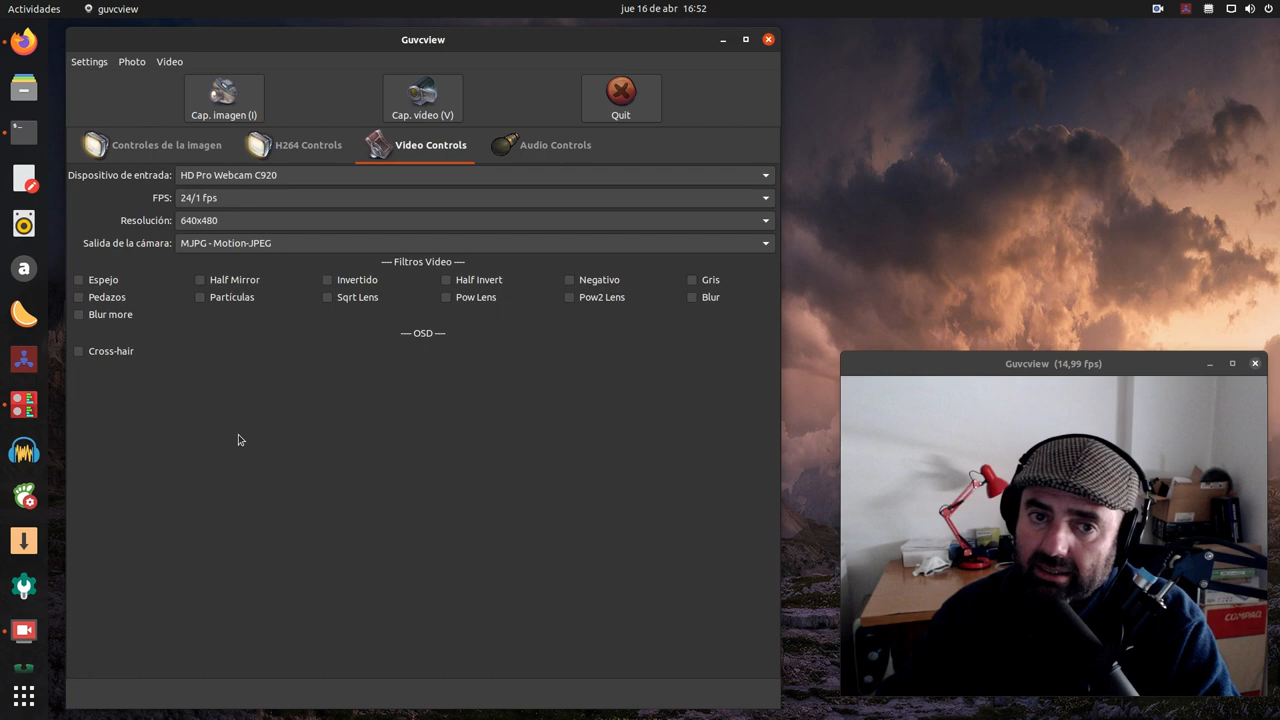 Actividades guvcview jue 16 de abr 16:52
Guvcview
Settings Photo Video
Cap. imagen (I) Cap. video (V) Quit
Controles de la imagen H264 Controls Video Controls Audio Controls
Dispositivo de entrada: HD Pro Webcam C920
FPS: 24/1 fps
Resolución: 640x480
Salida de la cámara: MJPG - Motion-JPEG
---- Filtros Vídeo ----
Espejo Half Mirror Invertido Half Invert Negativo Gris
Pedazos Partículas Sqrt Lens Pow Lens Pow2 Lens Blur
Blur more
---- OSD ----
Cross-hair
Guvcview (14,99 fps)
COMPAQ